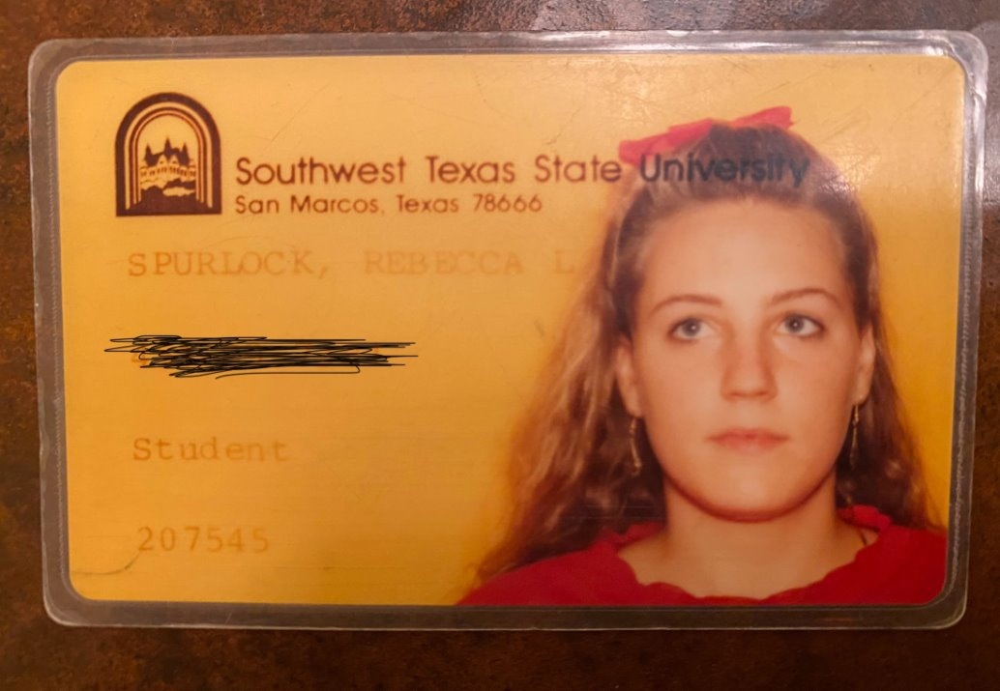 Southwest Texas State University
San Marcos, Texas 78666
SPURLOCK, REBECCA L
Student
207545